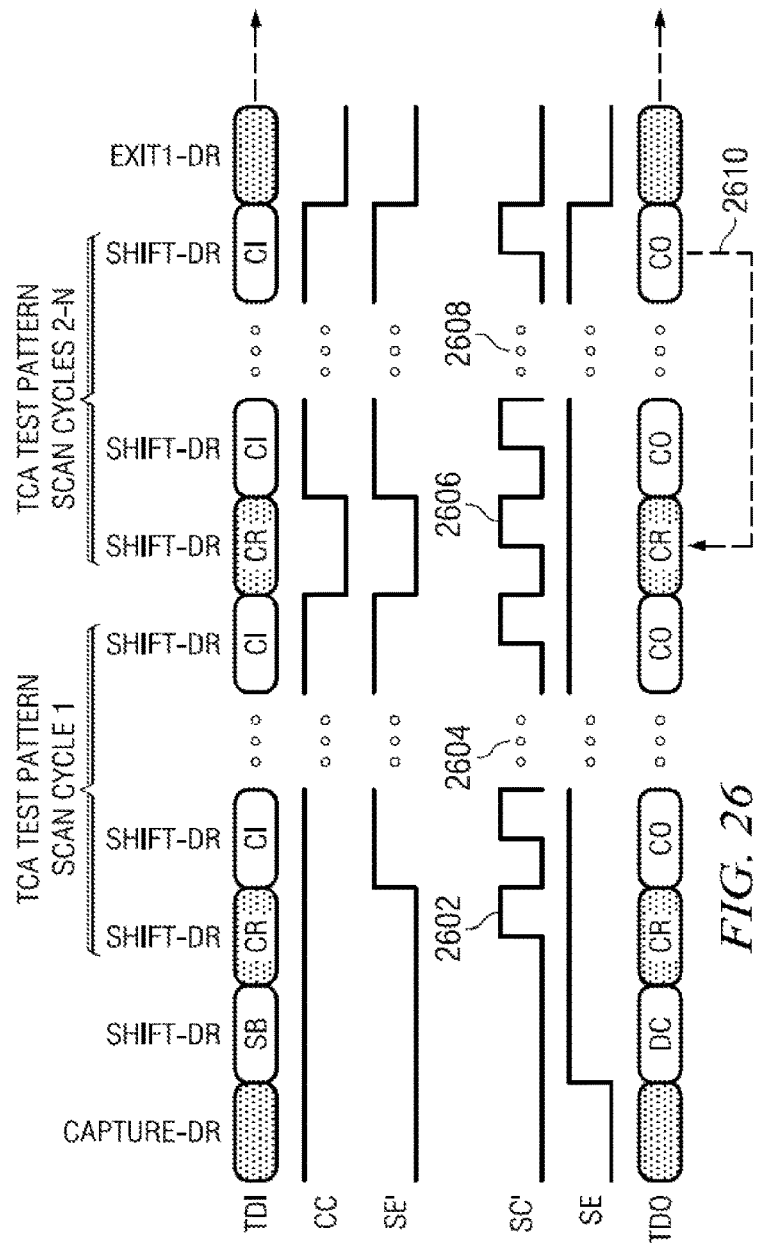 TCA TEST PATTERN
SCAN CYCLE 1
TCA TEST PATTERN
SCAN CYCLES 2-N
CAPTURE-DR
SHIFT-DR
SHIFT-DR
SHIFT-DR
SHIFT-DR
SHIFT-DR
SHIFT-DR
SHIFT-DR
EXIT1-DR
TDI
SB
CR
CI
CI
CR
CI
CI
CC
SE'
2602
2604
2606
2608
SC'
SE
TDO
DC
CR
CO
CO
CR
CO
CO
2610
FIG. 26